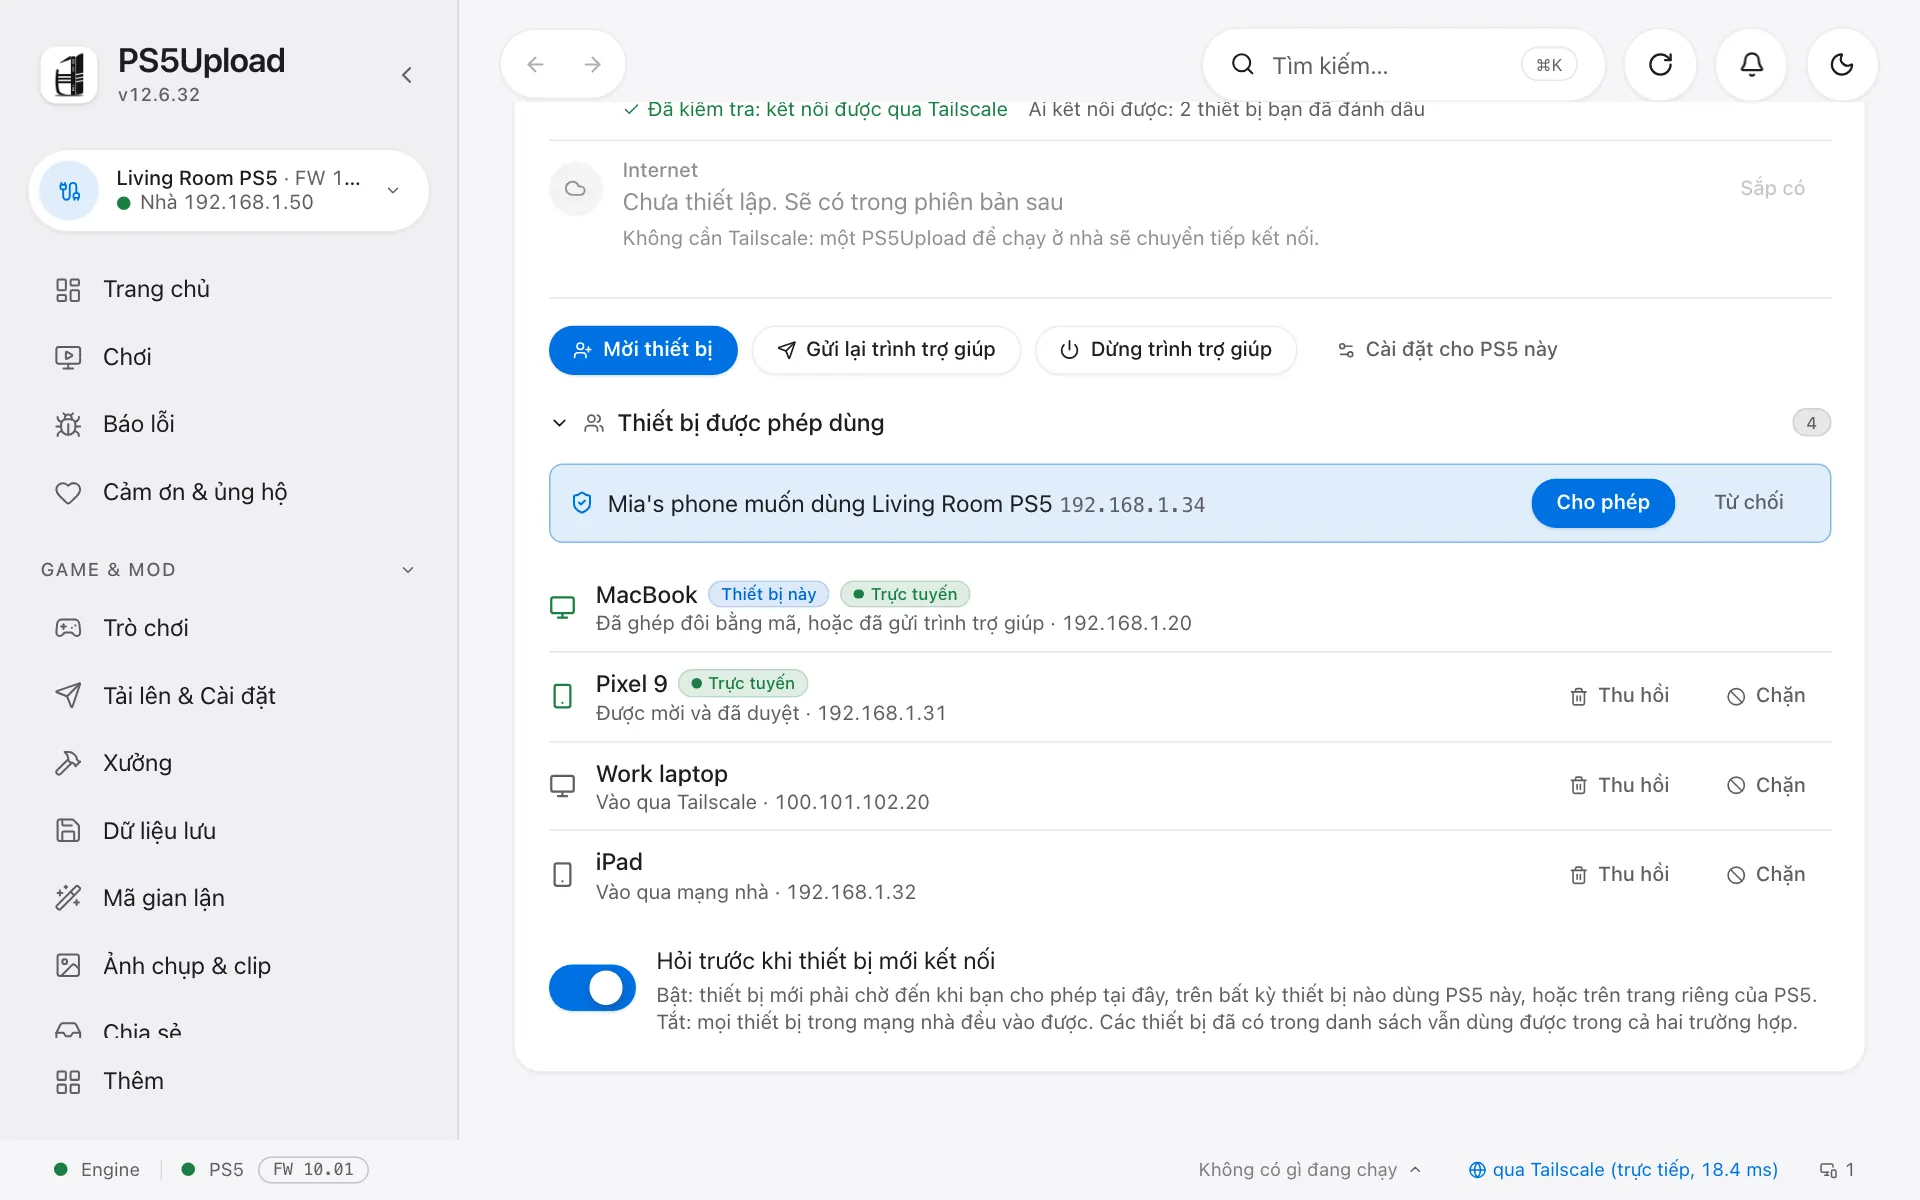 PS5Upload
v12.6.32
Living Room PS5 · FW 1...
Nhà 192.168.1.50
Trang chủ
Chơi
Báo lỗi
Cảm ơn & ủng hộ
GAME & MOD
Trò chơi
Tải lên & Cài đặt
Xưởng
Dữ liệu lưu
Mã gian lận
Ảnh chụp & clip
Chia sẻ
Thêm
Tìm kiếm...
⌘K
Đã kiểm tra: kết nối được qua Tailscale Ai kết nối được: 2 thiết bị bạn đã đánh dấu
Internet
Chưa thiết lập. Sẽ có trong phiên bản sau
Không cần Tailscale: một PS5Upload để chạy ở nhà sẽ chuyển tiếp kết nối.
Sắp có
Mời thiết bị
Gửi lại trình trợ giúp
Dừng trình trợ giúp
Cài đặt cho PS5 này
Thiết bị được phép dùng
4
Mia's phone muốn dùng Living Room PS5 192.168.1.34
Cho phép
Từ chối
MacBook Thiết bị này Trực tuyến
Đã ghép đôi bằng mã, hoặc đã gửi trình trợ giúp · 192.168.1.20
Pixel 9 Trực tuyến
Được mời và đã duyệt · 192.168.1.31
Thu hồi Chặn
Work laptop
Vào qua Tailscale · 100.101.102.20
Thu hồi Chặn
iPad
Vào qua mạng nhà · 192.168.1.32
Thu hồi Chặn
Hỏi trước khi thiết bị mới kết nối
Bật: thiết bị mới phải chờ đến khi bạn cho phép tại đây, trên bất kỳ thiết bị nào dùng PS5 này, hoặc trên trang riêng của PS5.
Tắt: mọi thiết bị trong mạng nhà đều vào được. Các thiết bị đã có trong danh sách vẫn dùng được trong cả hai trường hợp.
Engine
PS5
FW 10.01
Không có gì đang chạy
qua Tailscale (trực tiếp, 18.4 ms)
1